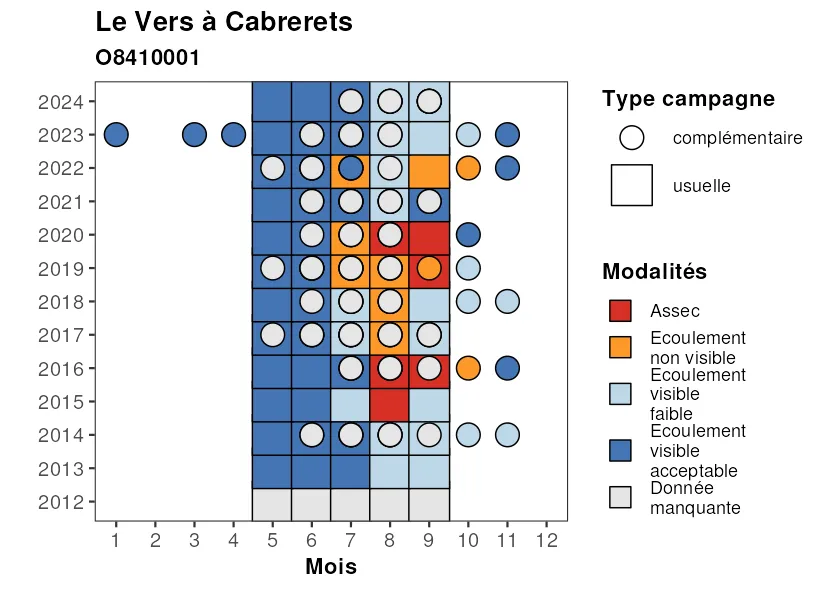 Le Vers à Cabrerets
O8410001
2024
2023
2022
2021
2020
2019
2018
2017
2016
2015
2014
2013
2012
1 2 3 4 5 6 7 8 9 10 11 12
Mois
Type campagne
complémentaire
usuelle
Modalités
Assec
Ecoulement
non visible
Ecoulement
visible
faible
Ecoulement
visible
acceptable
Donnée
manquante